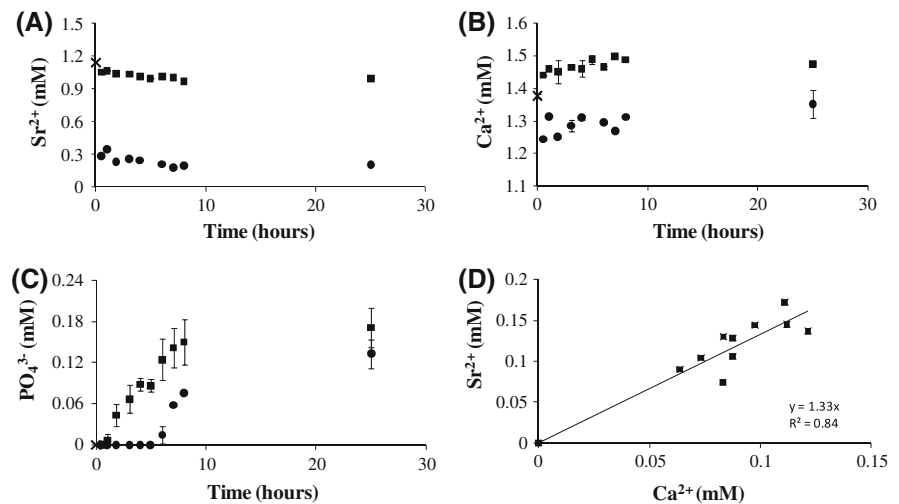 (A)
Sr²⁺ (mM)
1.5
1.2
0.9
0.6
0.3
0
0 10 20 30
Time (hours)
(B)
Ca²⁺ (mM)
1.6
1.5
1.4
1.3
1.2
1.1
0 10 20 30
Time (hours)
(C)
PO₄³⁻ (mM)
0.24
0.18
0.12
0.06
0
0 10 20 30
Time (hours)
(D)
Sr²⁺ (mM)
0.2
0.15
0.1
0.05
0
y = 1.33x
R² = 0.84
0 0.05 0.1 0.15
Ca²⁺ (mM)